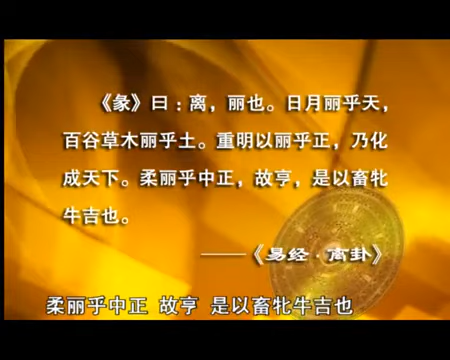 《彖》曰：离，丽也。日月丽乎天，
百谷草木丽乎土。重明以丽乎正，乃化
成天下。柔丽乎中正，故亨，是以畜牝
牛吉也。
——《易经·离卦》
柔丽乎中正 故亨 是以畜牝牛吉也